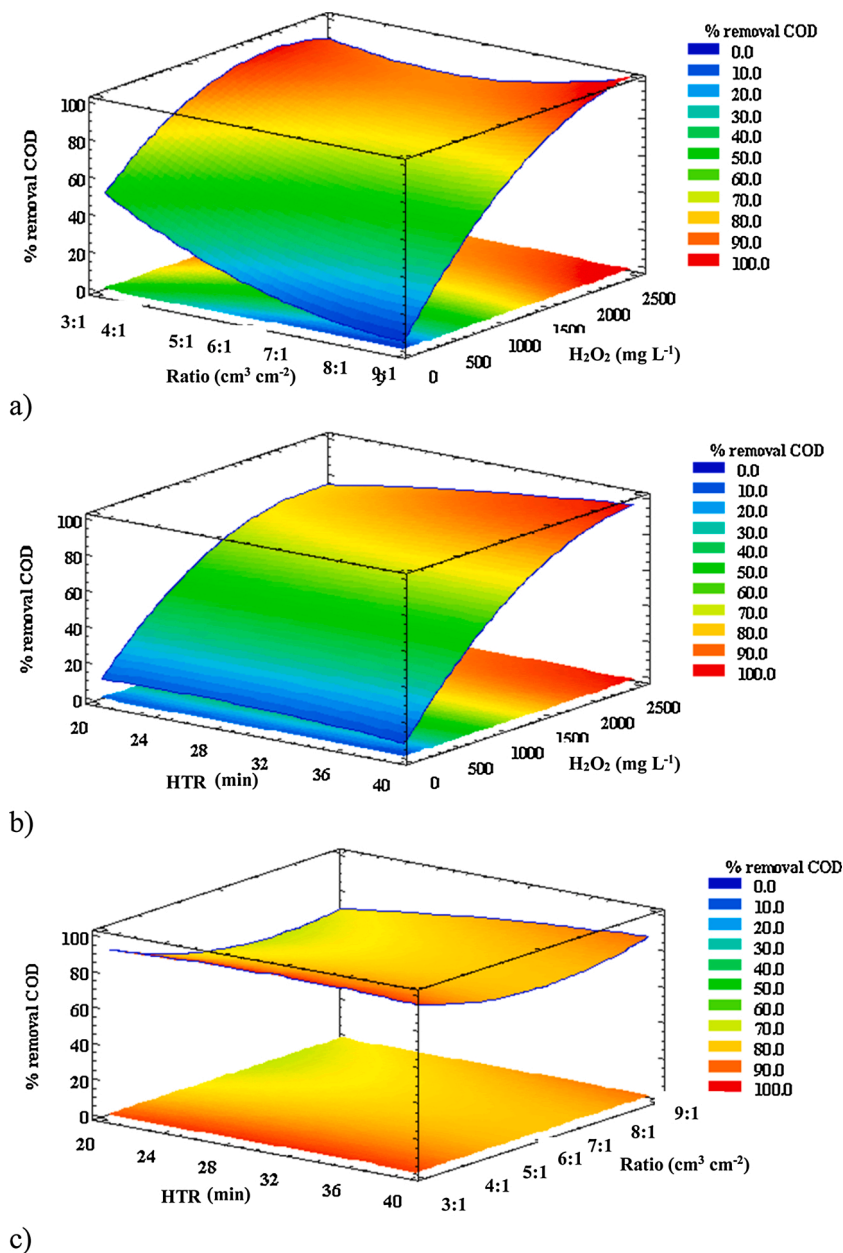 % removal COD
0.0
10.0
20.0
30.0
40.0
50.0
60.0
70.0
80.0
90.0
100.0
% removal COD
100
80
60
40
20
0
3:1 4:1 5:1 6:1 7:1 8:1 9:1
Ratio (cm³ cm⁻²)
0 500 1000 1500 2000 2500
H₂O₂ (mg L⁻¹)
a)
% removal COD
0.0
10.0
20.0
30.0
40.0
50.0
60.0
70.0
80.0
90.0
100.0
% removal COD
100
80
60
40
20
0
20 24 28 32 36 40
HTR (min)
0 500 1000 1500 2000 2500
H₂O₂ (mg L⁻¹)
b)
% removal COD
0.0
10.0
20.0
30.0
40.0
50.0
60.0
70.0
80.0
90.0
100.0
% removal COD
100
80
60
40
20
0
20 24 28 32 36 40
HTR (min)
3:1 4:1 5:1 6:1 7:1 8:1 9:1
Ratio (cm³ cm⁻²)
c)